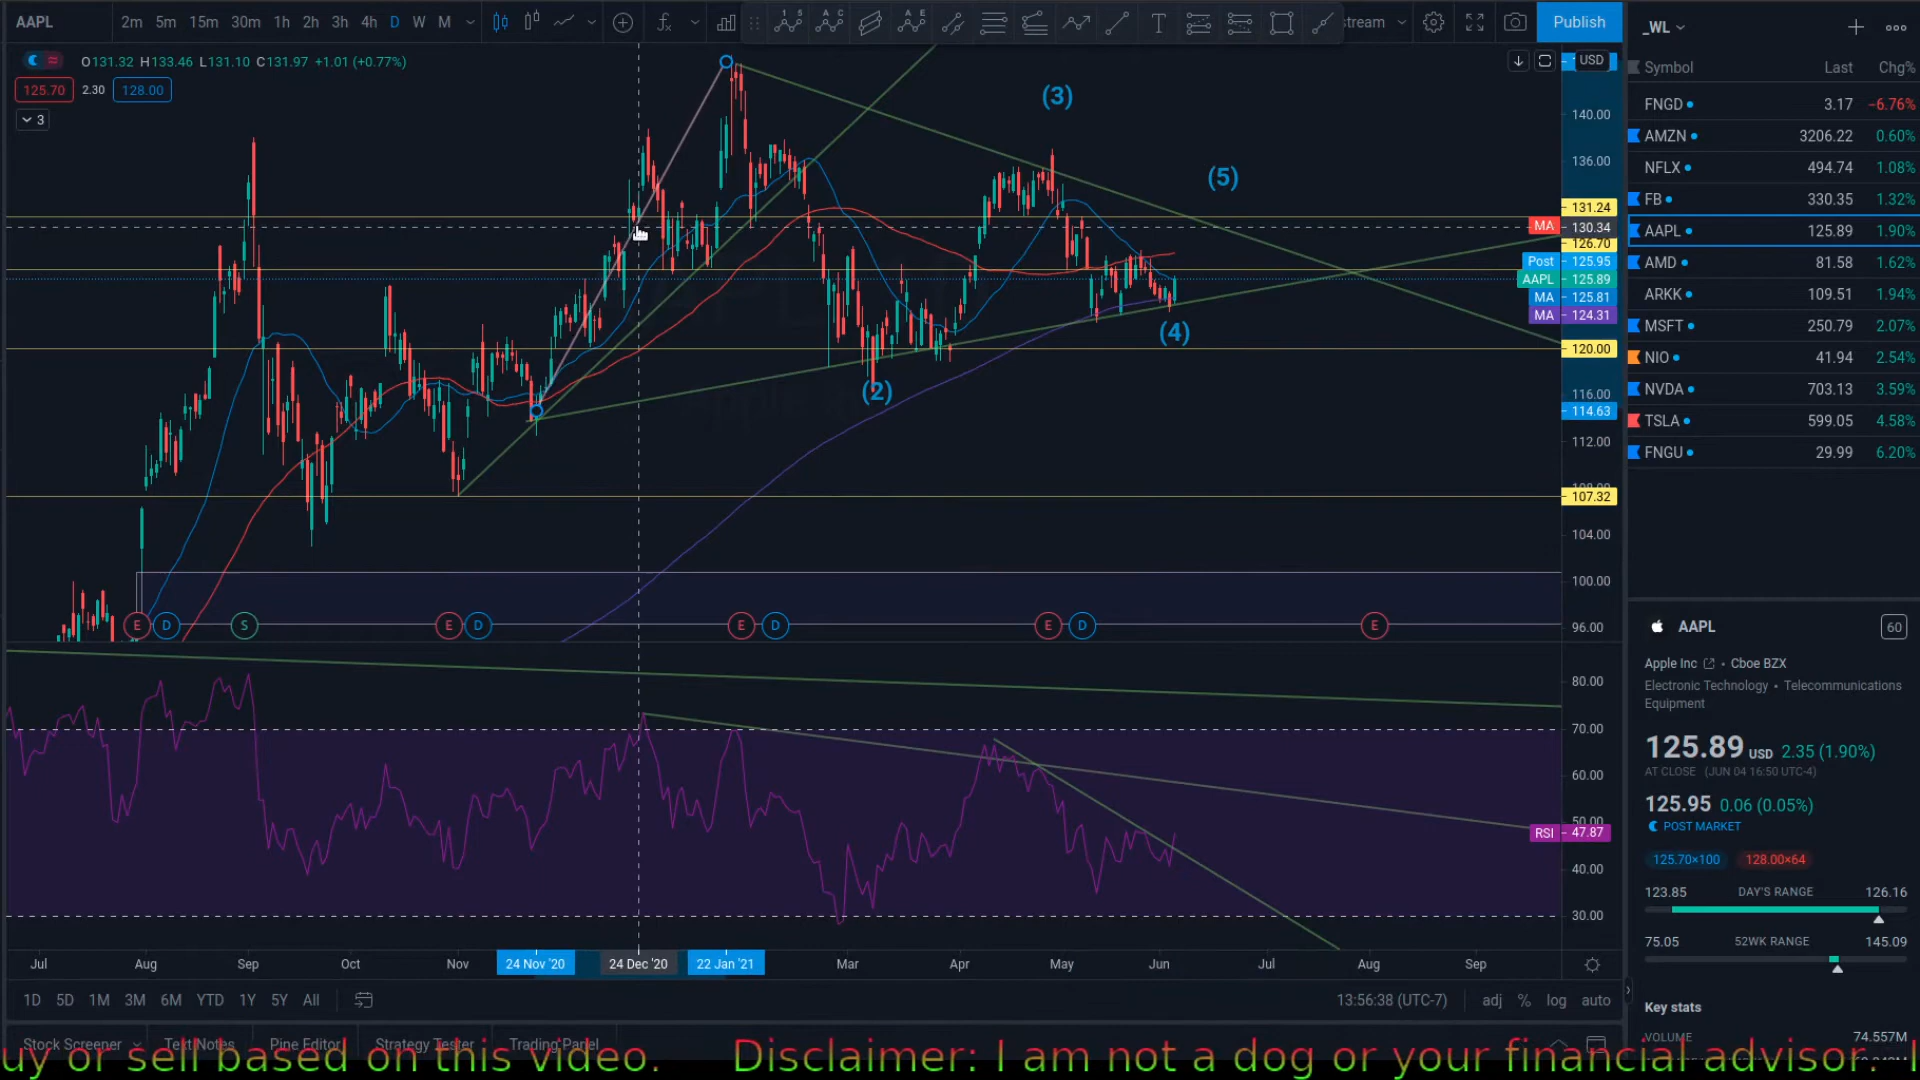 AAPL 2m 5m 15m 30m 1h 2h 3h 4h D W M
tream Publish
_WL
O131.32 H133.46 L131.10 C131.97 +1.01 (+0.77%)
USD
125.70 2.30 128.00
3
Symbol Last Chg%
FNGD 3.17 −6.76%
AMZN 3206.22 0.60%
NFLX 494.74 1.08%
FB 330.35 1.32%
AAPL 125.89 1.90%
AMD 81.58 1.62%
ARKK 109.51 1.94%
MSFT 250.79 2.07%
NIO 41.94 2.54%
NVDA 703.13 3.59%
TSLA 599.05 4.58%
FNGU 29.99 6.20%
(3)
(5)
(4)
(2)
140.00
136.00
131.24
MA 130.34
126.70
Post 125.95
AAPL 125.89
MA 125.81
MA 124.31
120.00
116.00
114.63
112.00
107.32
104.00
100.00
96.00
E D S E D E D E D E
80.00
70.00
60.00
50.00
RSI 47.87
40.00
30.00
Jul Aug Sep Oct Nov 24 Nov '20 24 Dec '20 22 Jan '21 Mar Apr May Jun Jul Aug Sep
1D 5D 1M 3M 6M YTD 1Y 5Y All
13:56:38 (UTC-7) adj % log auto
Stock Screener Text Notes Pine Editor Strategy Tester Trading Panel
AAPL 60
Apple Inc • Cboe BZX
Electronic Technology • Telecommunications
Equipment
125.89 USD 2.35 (1.90%)
AT CLOSE (JUN 04 16:50 UTC-4)
125.95 0.06 (0.05%)
POST MARKET
125.70×100 128.00×64
123.85 DAY'S RANGE 126.16
75.05 52WK RANGE 145.09
Key stats
VOLUME 74.557M
uy or sell based on this video. Disclaimer: I am not a dog or your financial advisor. I